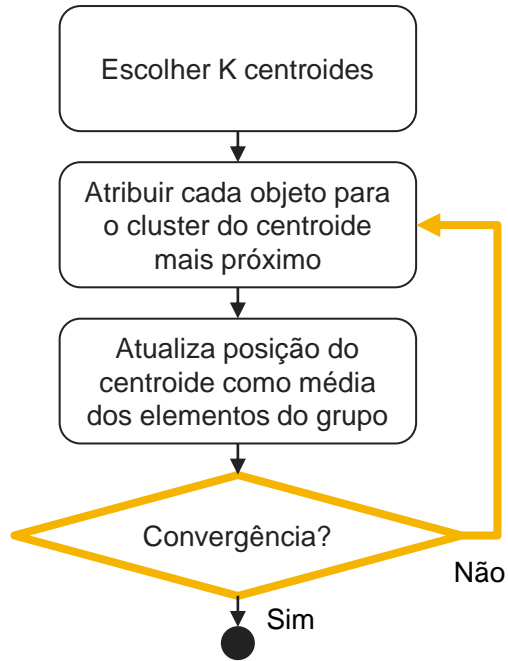 Escolher K centroides
Atribuir cada objeto para
o cluster do centroide
mais próximo
Atualiza posição do
centroide como média
dos elementos do grupo
Convergência?
Não
Sim